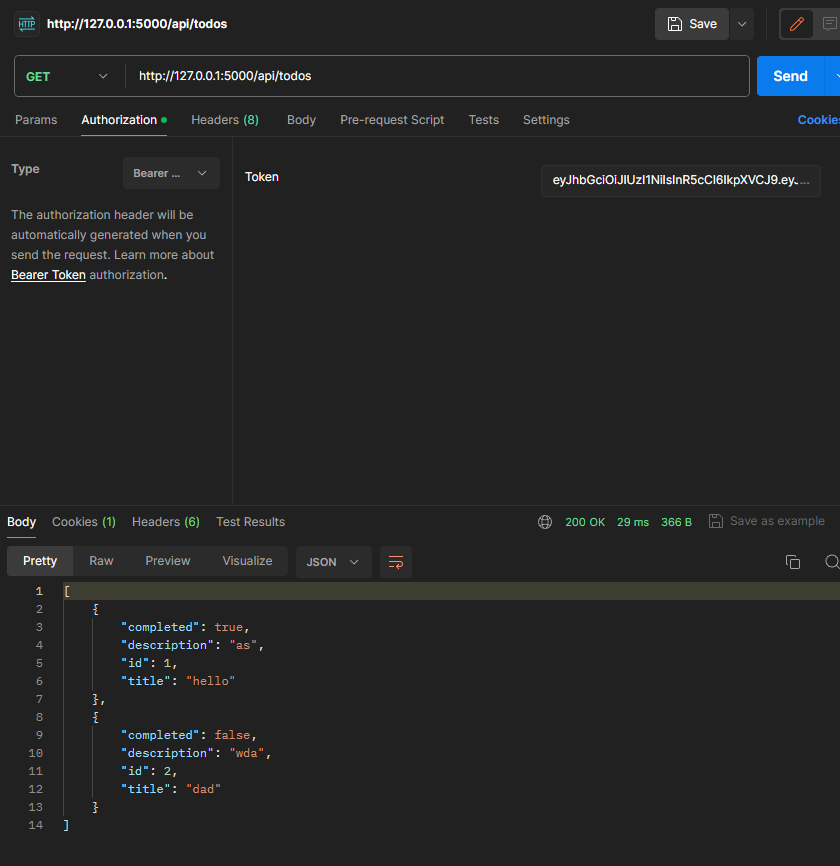 HTTP http://127.0.0.1:5000/api/todos Save
GET http://127.0.0.1:5000/api/todos Send
Params Authorization Headers (8) Body Pre-request Script Tests Settings Cookies
Type Bearer ... Token eyJhbGciOiJIUzI1NiIsInR5cCI6IkpXVCJ9.ey...
The authorization header will be
automatically generated when you
send the request. Learn more about
Bearer Token authorization.
Body Cookies (1) Headers (6) Test Results 200 OK 29 ms 366 B Save as example
Pretty Raw Preview Visualize JSON
1 [
2 {
3 "completed": true,
4 "description": "as",
5 "id": 1,
6 "title": "hello"
7 },
8 {
9 "completed": false,
10 "description": "wda",
11 "id": 2,
12 "title": "dad"
13 }
14 ]